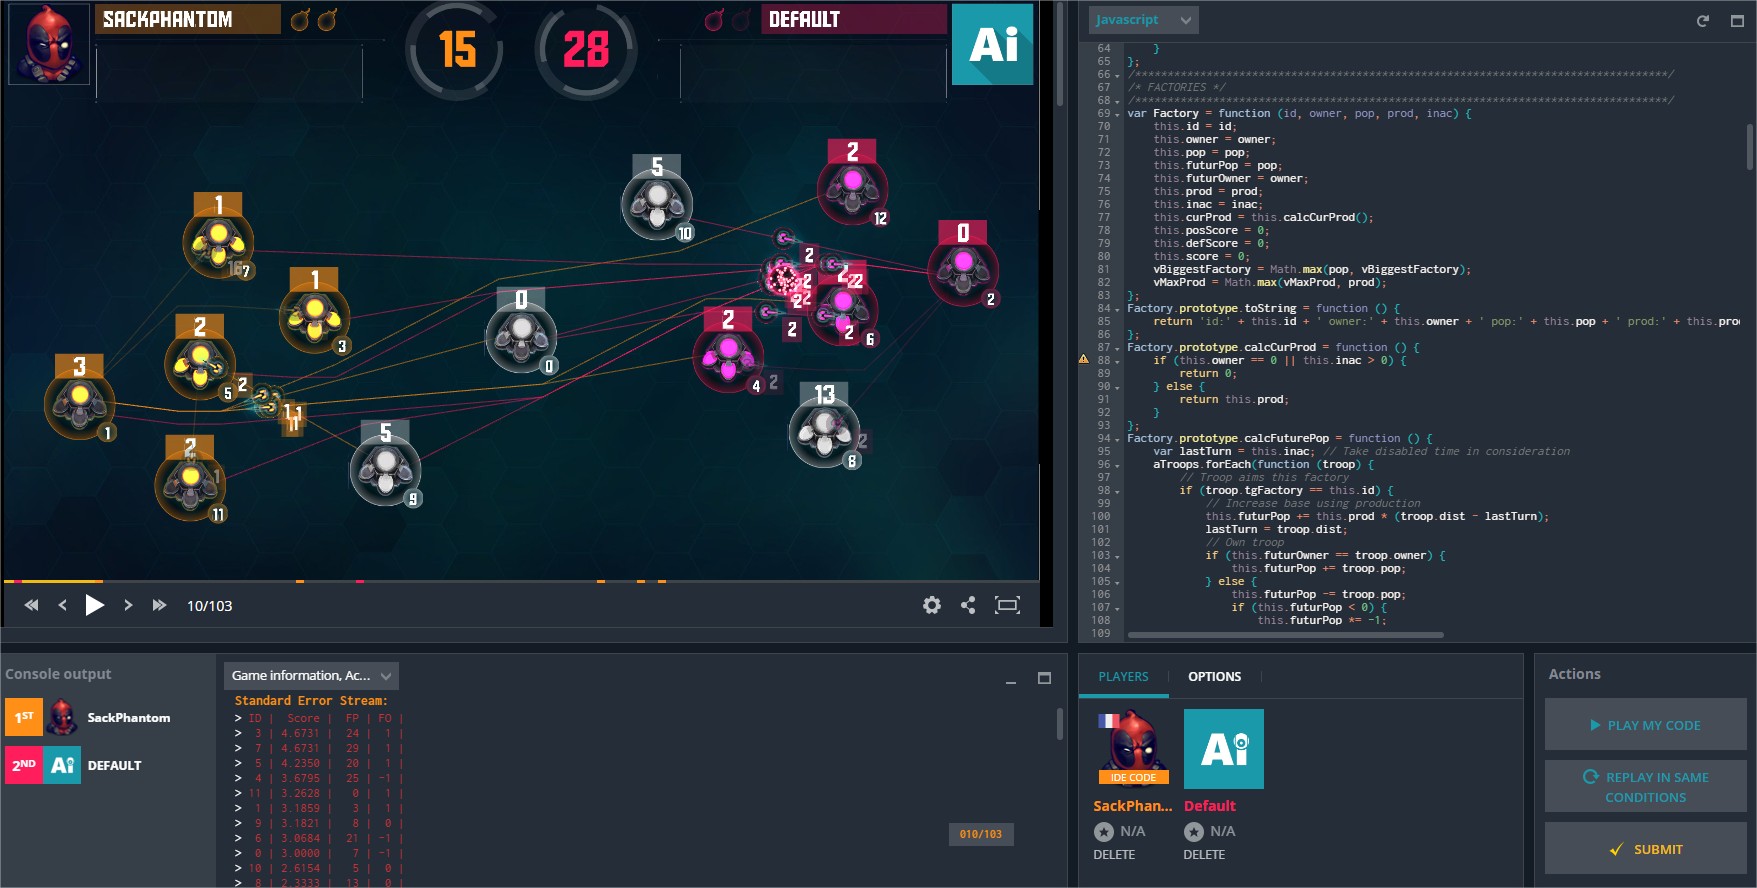 SACKPHANTOM
15
28
DEFAULT
Ai
5
10
2
12
1
7
0
2
1
3
0
0
2
5
2
3
1
2
11
5
9
2
4
2
6
13
8
2
2
2
10/103
Javascript
64 }
65 };
66 /**********************************************************************************/
67 /* FACTORIES */
68 /**********************************************************************************/
69 var Factory = function (id, owner, pop, prod, inac) {
70 this.id = id;
71 this.owner = owner;
72 this.pop = pop;
73 this.futurPop = pop;
74 this.futurOwner = owner;
75 this.prod = prod;
76 this.inac = inac;
77 this.curProd = this.calcCurProd();
78 this.posScore = 0;
79 this.defScore = 0;
80 this.score = 0;
81 vBiggestFactory = Math.max(pop, vBiggestFactory);
82 vMaxProd = Math.max(vMaxProd, prod);
83 };
84 Factory.prototype.toString = function () {
85 return 'id:' + this.id + ' owner:' + this.owner + ' pop:' + this.pop + ' prod:' + this.pro
86 };
87 Factory.prototype.calcCurProd = function () {
88 if (this.owner == 0 || this.inac > 0) {
89 return 0;
90 } else {
91 return this.prod;
92 }
93 };
94 Factory.prototype.calcFuturePop = function () {
95 var lastTurn = this.inac; // Take disabled time in consideration
96 aTroops.forEach(function (troop) {
97 // Troop aims this factory
98 if (troop.tgFactory == this.id) {
99 // Increase base using production
100 this.futurPop += this.prod * (troop.dist - lastTurn);
101 lastTurn = troop.dist;
102 // Own troop
103 if (this.futurOwner == troop.owner) {
104 this.futurPop += troop.pop;
105 } else {
106 this.futurPop -= troop.pop;
107 if (this.futurPop < 0) {
108 this.futurPop *= -1;
109
Console output
1ST SackPhantom
2ND Ai DEFAULT
Game information, Ac...
Standard Error Stream:
> ID | Score | FP | FO |
> 3 | 4.6731 | 24 | 1 |
> 7 | 4.6731 | 29 | 1 |
> 5 | 4.2350 | 20 | 1 |
> 4 | 3.6795 | 25 | -1 |
> 11 | 3.2628 | 0 | 1 |
> 1 | 3.1859 | 3 | 1 |
> 9 | 3.1821 | 8 | 0 |
> 6 | 3.0684 | 21 | -1 |
> 0 | 3.0000 | 7 | -1 |
> 10 | 2.6154 | 5 | 0 |
> 8 | 2.3333 | 13 | 0 |
010/103
PLAYERS
OPTIONS
IDE CODE
Ai
SackPhan...
Default
N/A
N/A
DELETE
DELETE
Actions
PLAY MY CODE
REPLAY IN SAME
CONDITIONS
SUBMIT